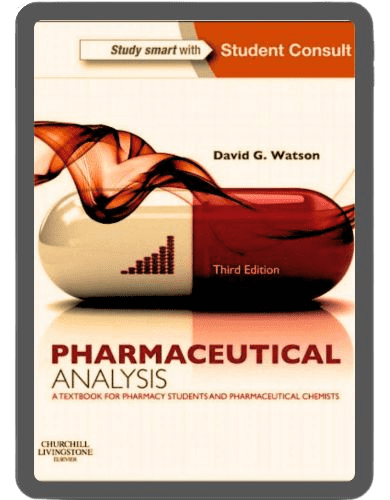 Study smart with Student Consult
David G. Watson
Third Edition
PHARMACEUTICAL
ANALYSIS
A TEXTBOOK FOR PHARMACY STUDENTS AND PHARMACEUTICAL CHEMISTS
CHURCHILL
LIVINGSTONE
ELSEVIER